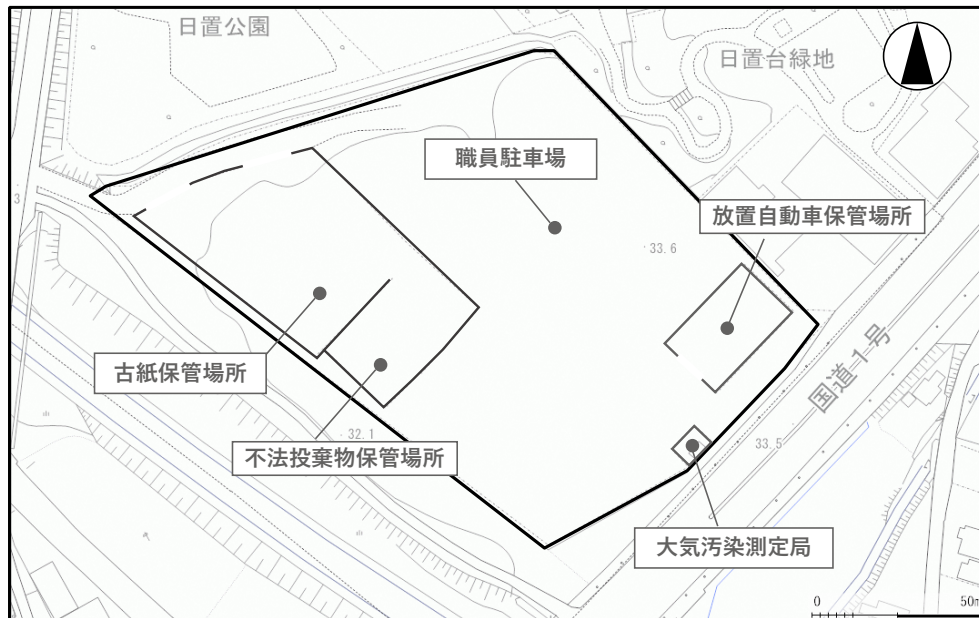 日置公園
日置台緑地
職員駐車場
放置自動車保管場所
33.6
古紙保管場所
国道1号
32.1
不法投棄物保管場所
33.5
大気汚染測定局
3
0
50m